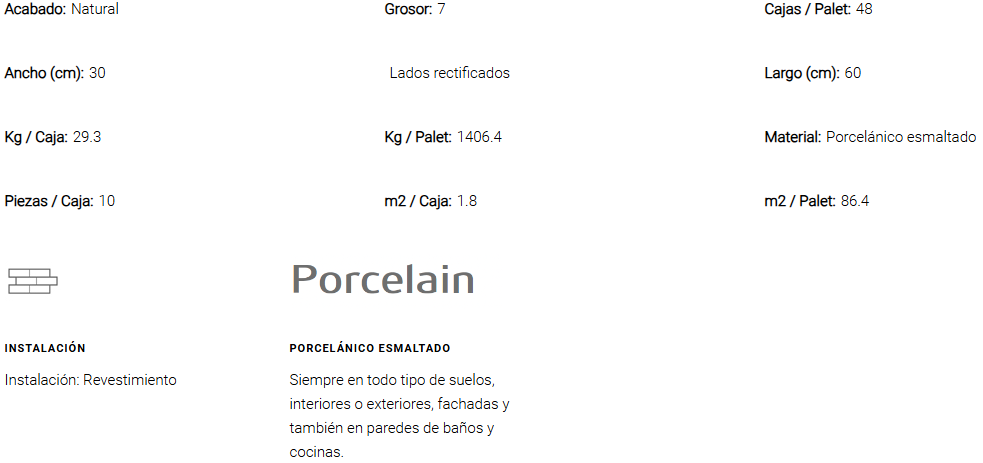 Acabado: Natural
Grosor: 7
Cajas / Palet: 48
Ancho (cm): 30
Lados rectificados
Largo (cm): 60
Kg / Caja: 29.3
Kg / Palet: 1406.4
Material: Porcelánico esmaltado
Piezas / Caja: 10
m2 / Caja: 1.8
m2 / Palet: 86.4
Porcelain
INSTALACIÓN
Instalación: Revestimiento
PORCELÁNICO ESMALTADO
Siempre en todo tipo de suelos,
interiores o exteriores, fachadas y
también en paredes de baños y
cocinas.